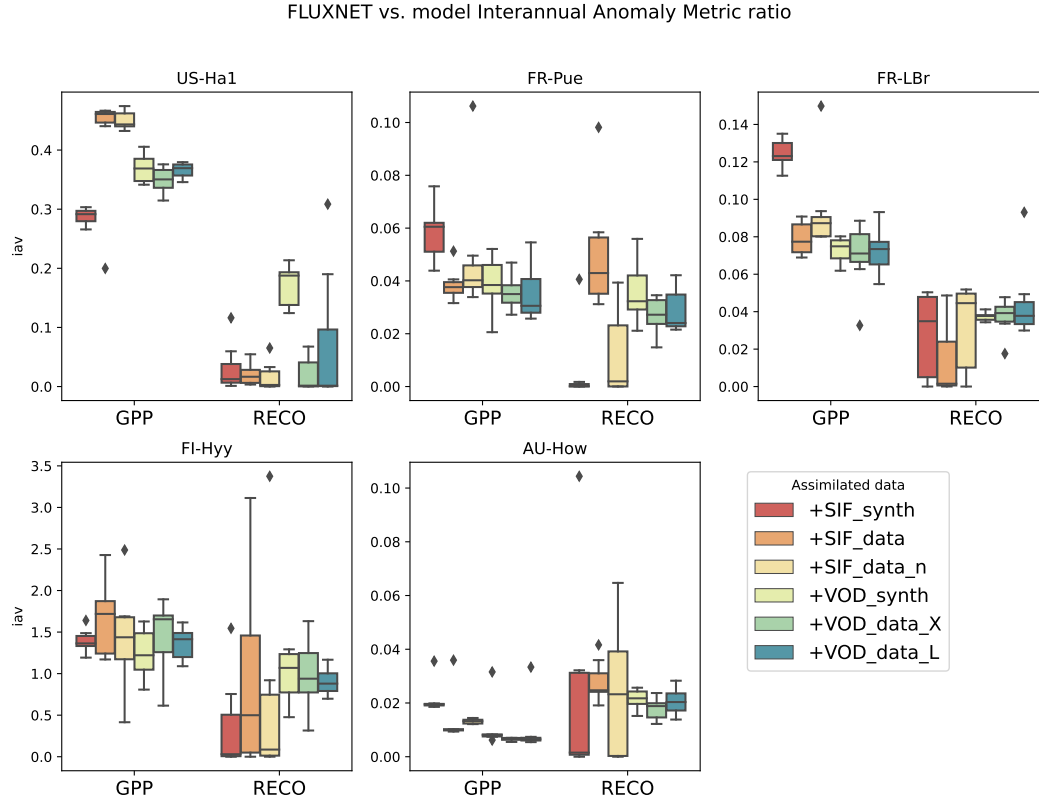 FLUXNET vs. model Interannual Anomaly Metric ratio
US-Ha1
FR-Pue
FR-LBr
iav
0.4
0.3
0.2
0.1
0.0
0.10
0.08
0.06
0.04
0.02
0.00
0.14
0.12
0.10
0.08
0.06
0.04
0.02
0.00
GPP RECO
GPP RECO
GPP RECO
FI-Hyy
AU-How
iav
3.5
3.0
2.5
2.0
1.5
1.0
0.5
0.0
0.10
0.08
0.06
0.04
0.02
0.00
GPP RECO
GPP RECO
Assimilated data
+SIF_synth
+SIF_data
+SIF_data_n
+VOD_synth
+VOD_data_X
+VOD_data_L